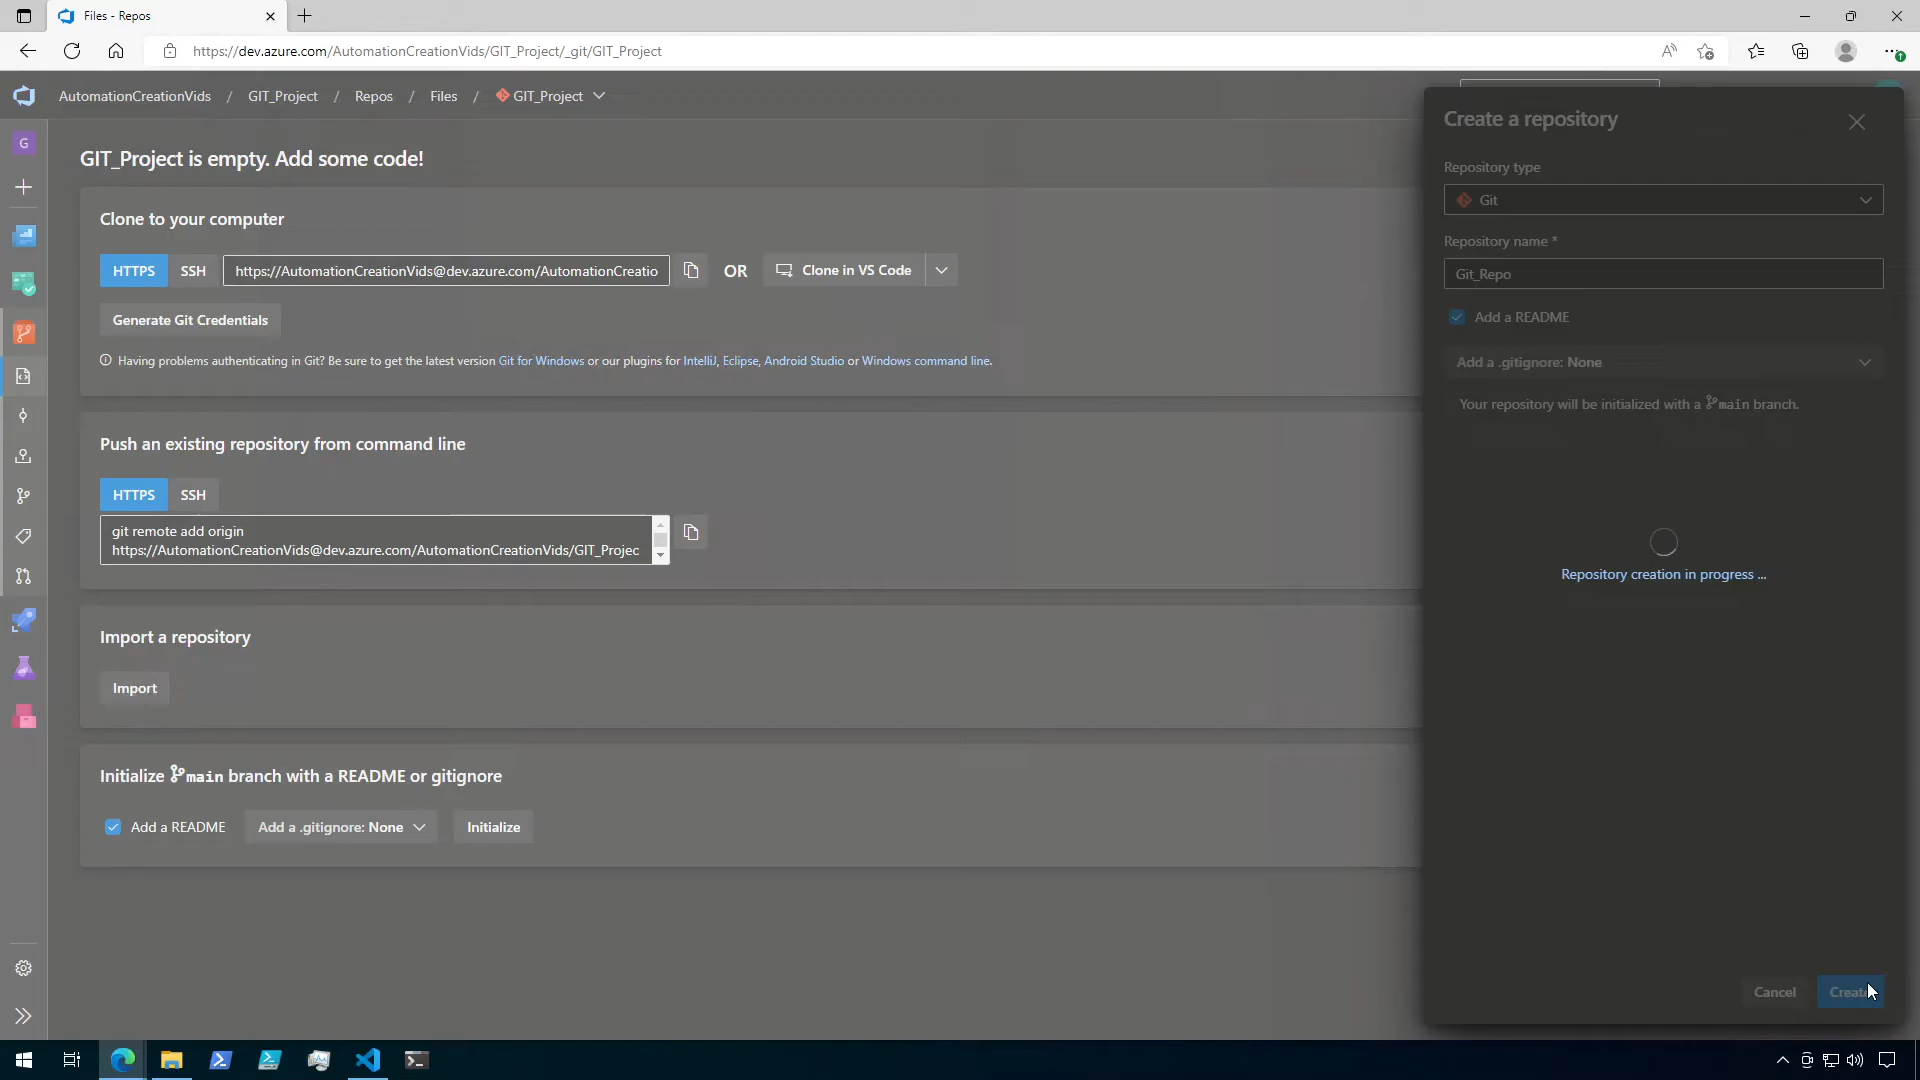 Files - Repos
https://dev.azure.com/AutomationCreationVids/GIT_Project/_git/GIT_Project
AutomationCreationVids / GIT_Project / Repos / Files / GIT_Project
G
GIT_Project is empty. Add some code!
Clone to your computer
HTTPS SSH https://AutomationCreationVids@dev.azure.com/AutomationCreatio OR Clone in VS Code
Generate Git Credentials
Having problems authenticating in Git? Be sure to get the latest version Git for Windows or our plugins for IntelliJ, Eclipse, Android Studio or Windows command line.
Push an existing repository from command line
HTTPS SSH
git remote add origin
https://AutomationCreationVids@dev.azure.com/AutomationCreationVids/GIT_Projec
Import a repository
Import
Initialize main branch with a README or gitignore
Add a README Add a .gitignore: None Initialize
Create a repository
Repository type
Git
Repository name *
Git_Repo
Add a README
Add a .gitignore: None
Your repository will be initialized with a main branch.
Repository creation in progress ...
Cancel Create